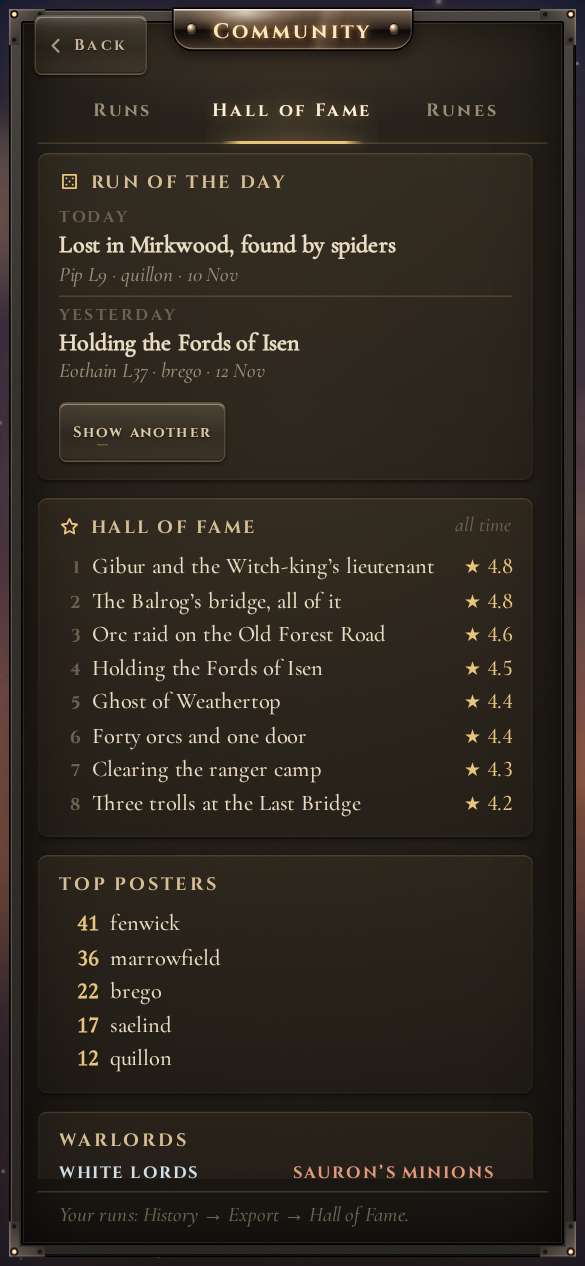 Back
Community
Runs Hall of Fame Runes
Run of the Day
Today
Lost in Mirkwood, found by spiders
Pip L9 · quillon · 10 Nov
Yesterday
Holding the Fords of Isen
Eothain L37 · brego · 12 Nov
Show another
Hall of Fame all time
1 Gibur and the Witch-king’s lieutenant ★ 4.8
2 The Balrog’s bridge, all of it ★ 4.8
3 Orc raid on the Old Forest Road ★ 4.6
4 Holding the Fords of Isen ★ 4.5
5 Ghost of Weathertop ★ 4.4
6 Forty orcs and one door ★ 4.4
7 Clearing the ranger camp ★ 4.3
8 Three trolls at the Last Bridge ★ 4.2
Top Posters
41 fenwick
36 marrowfield
22 brego
17 saelind
12 quillon
Warlords
White Lords Sauron’s Minions
Your runs: History → Export → Hall of Fame.